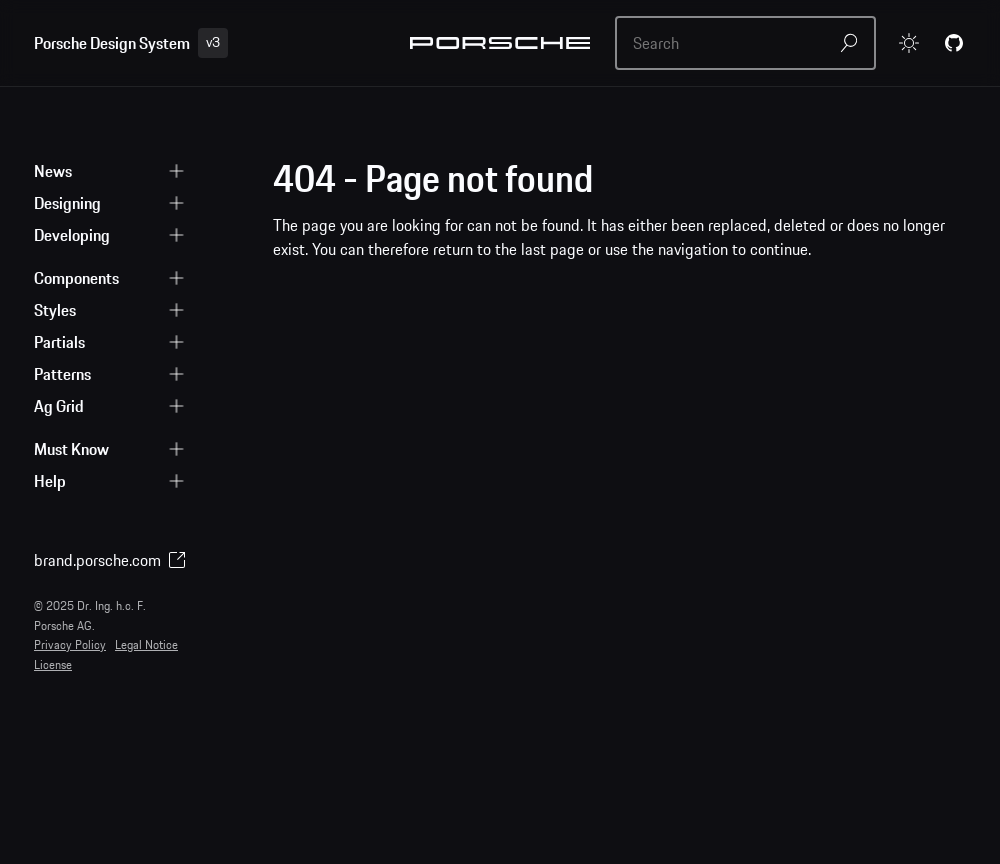 Porsche Design System v3
PORSCHE
Search
News
Designing
Developing
Components
Styles
Partials
Patterns
Ag Grid
Must Know
Help
brand.porsche.com
© 2025 Dr. Ing. h.c. F.
Porsche AG.
Privacy Policy Legal Notice
License
404 - Page not found
The page you are looking for can not be found. It has either been replaced, deleted or does no longer
exist. You can therefore return to the last page or use the navigation to continue.